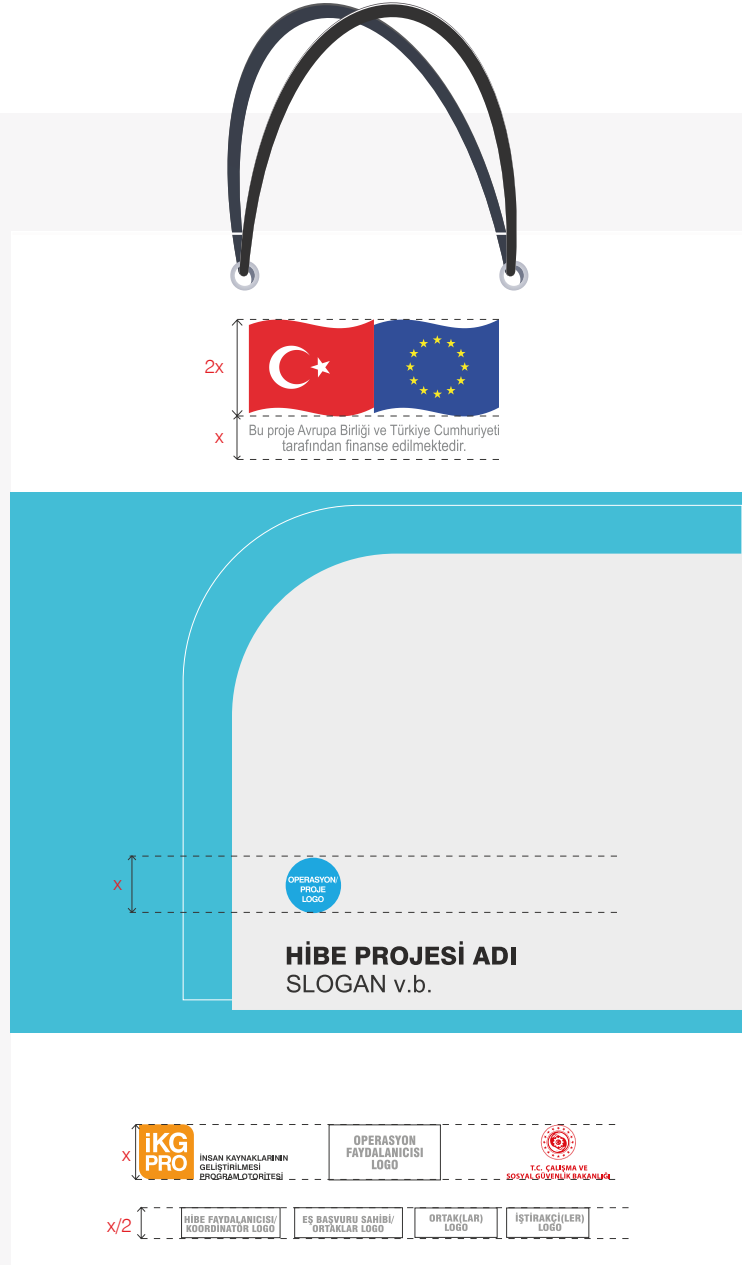 2x
x
Bu proje Avrupa Birliği ve Türkiye Cumhuriyeti
tarafından finanse edilmektedir.
x
OPERASYON/
PROJE
LOGO
HİBE PROJESİ ADI
SLOGAN v.b.
x
iKG
PRO
İNSAN KAYNAKLARININ
GELİŞTİRİLMESİ
PROGRAM OTORİTESİ
OPERASYON
FAYDALANICISI
LOGO
T.C. ÇALIŞMA VE
SOSYAL GÜVENLİK BAKANLIĞI
x/2
HİBE FAYDALANICISI/
KOORDİNATÖR LOGO
EŞ BAŞVURU SAHİBİ/
ORTAKLAR LOGO
ORTAK(LAR)
LOGO
İŞTİRAKÇİ(LER)
LOGO